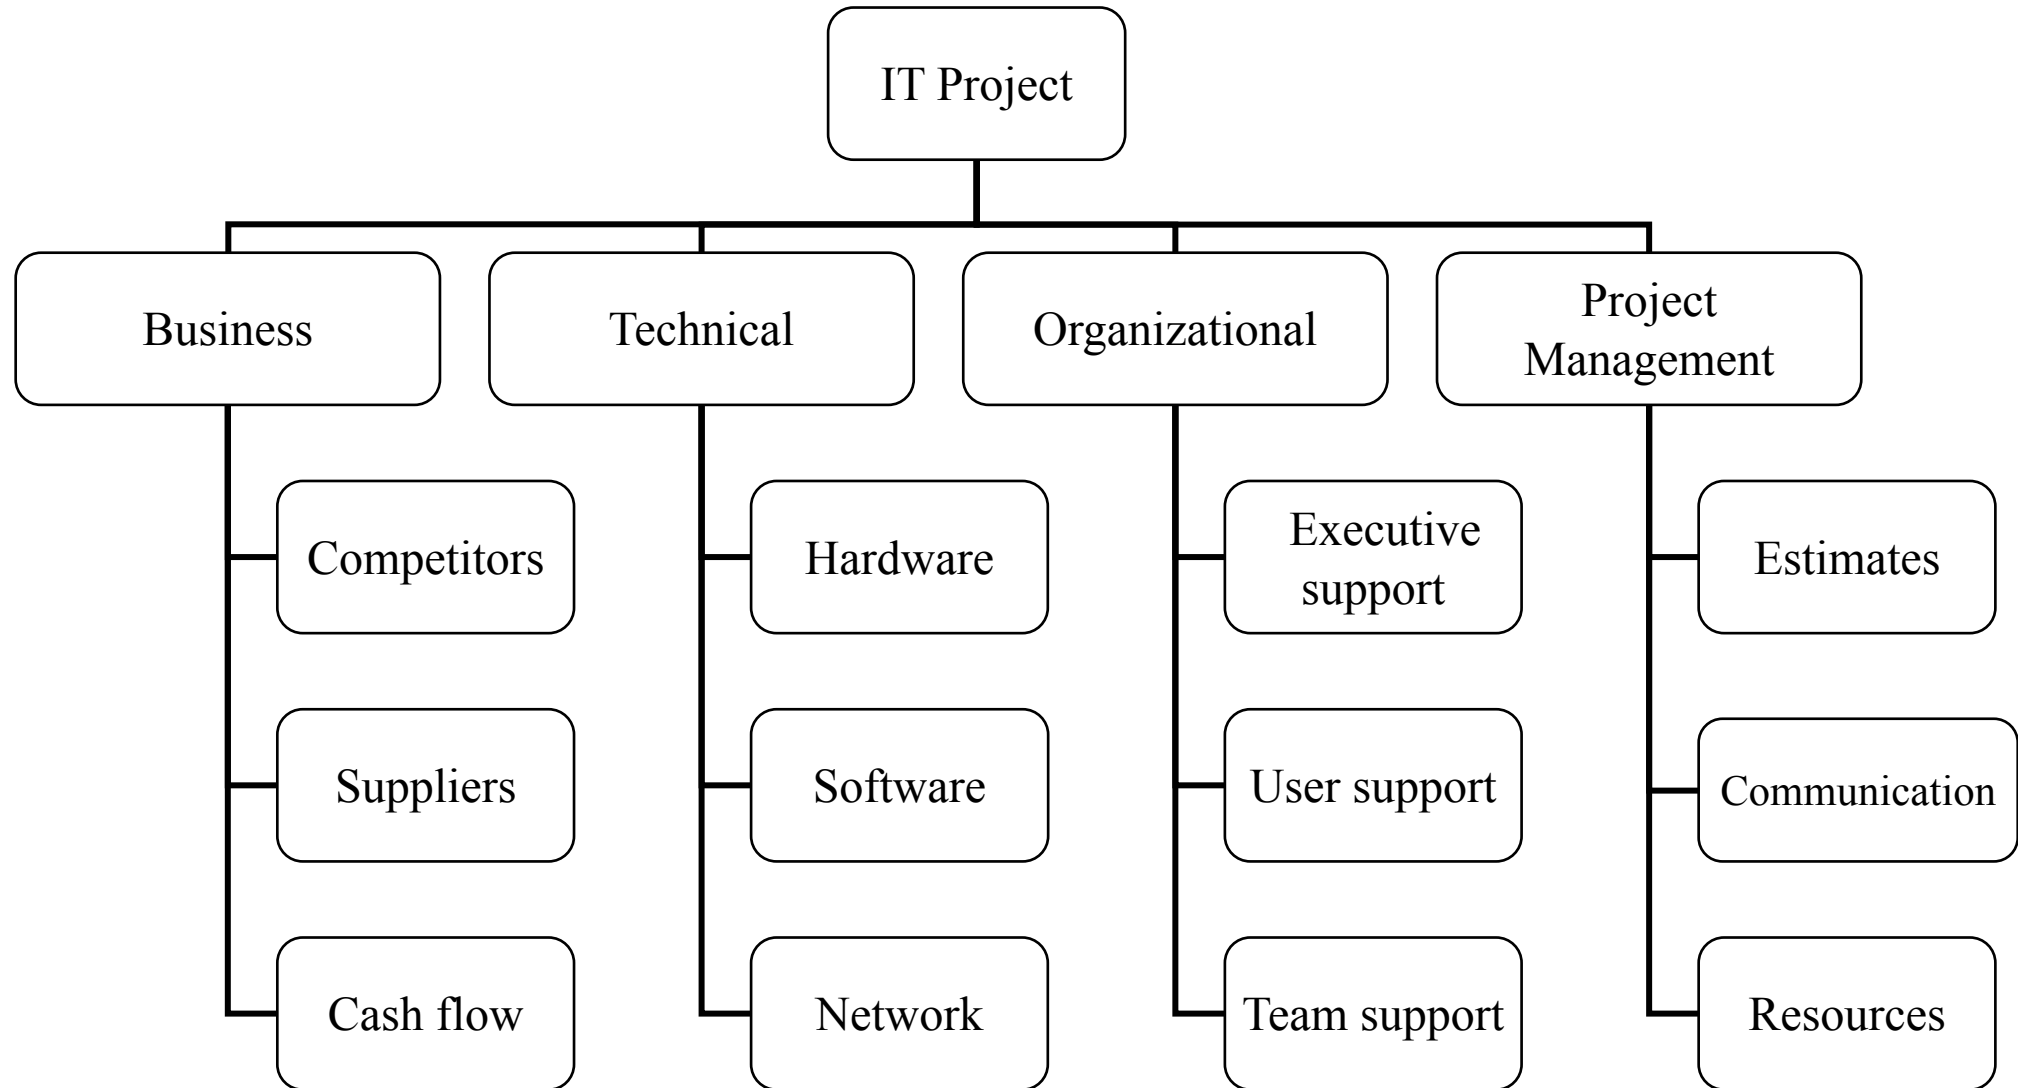 IT Project
Business
Technical
Organizational
Project
Management
Competitors
Hardware
Executive
support
Estimates
Suppliers
Software
User support
Communication
Cash flow
Network
Team support
Resources